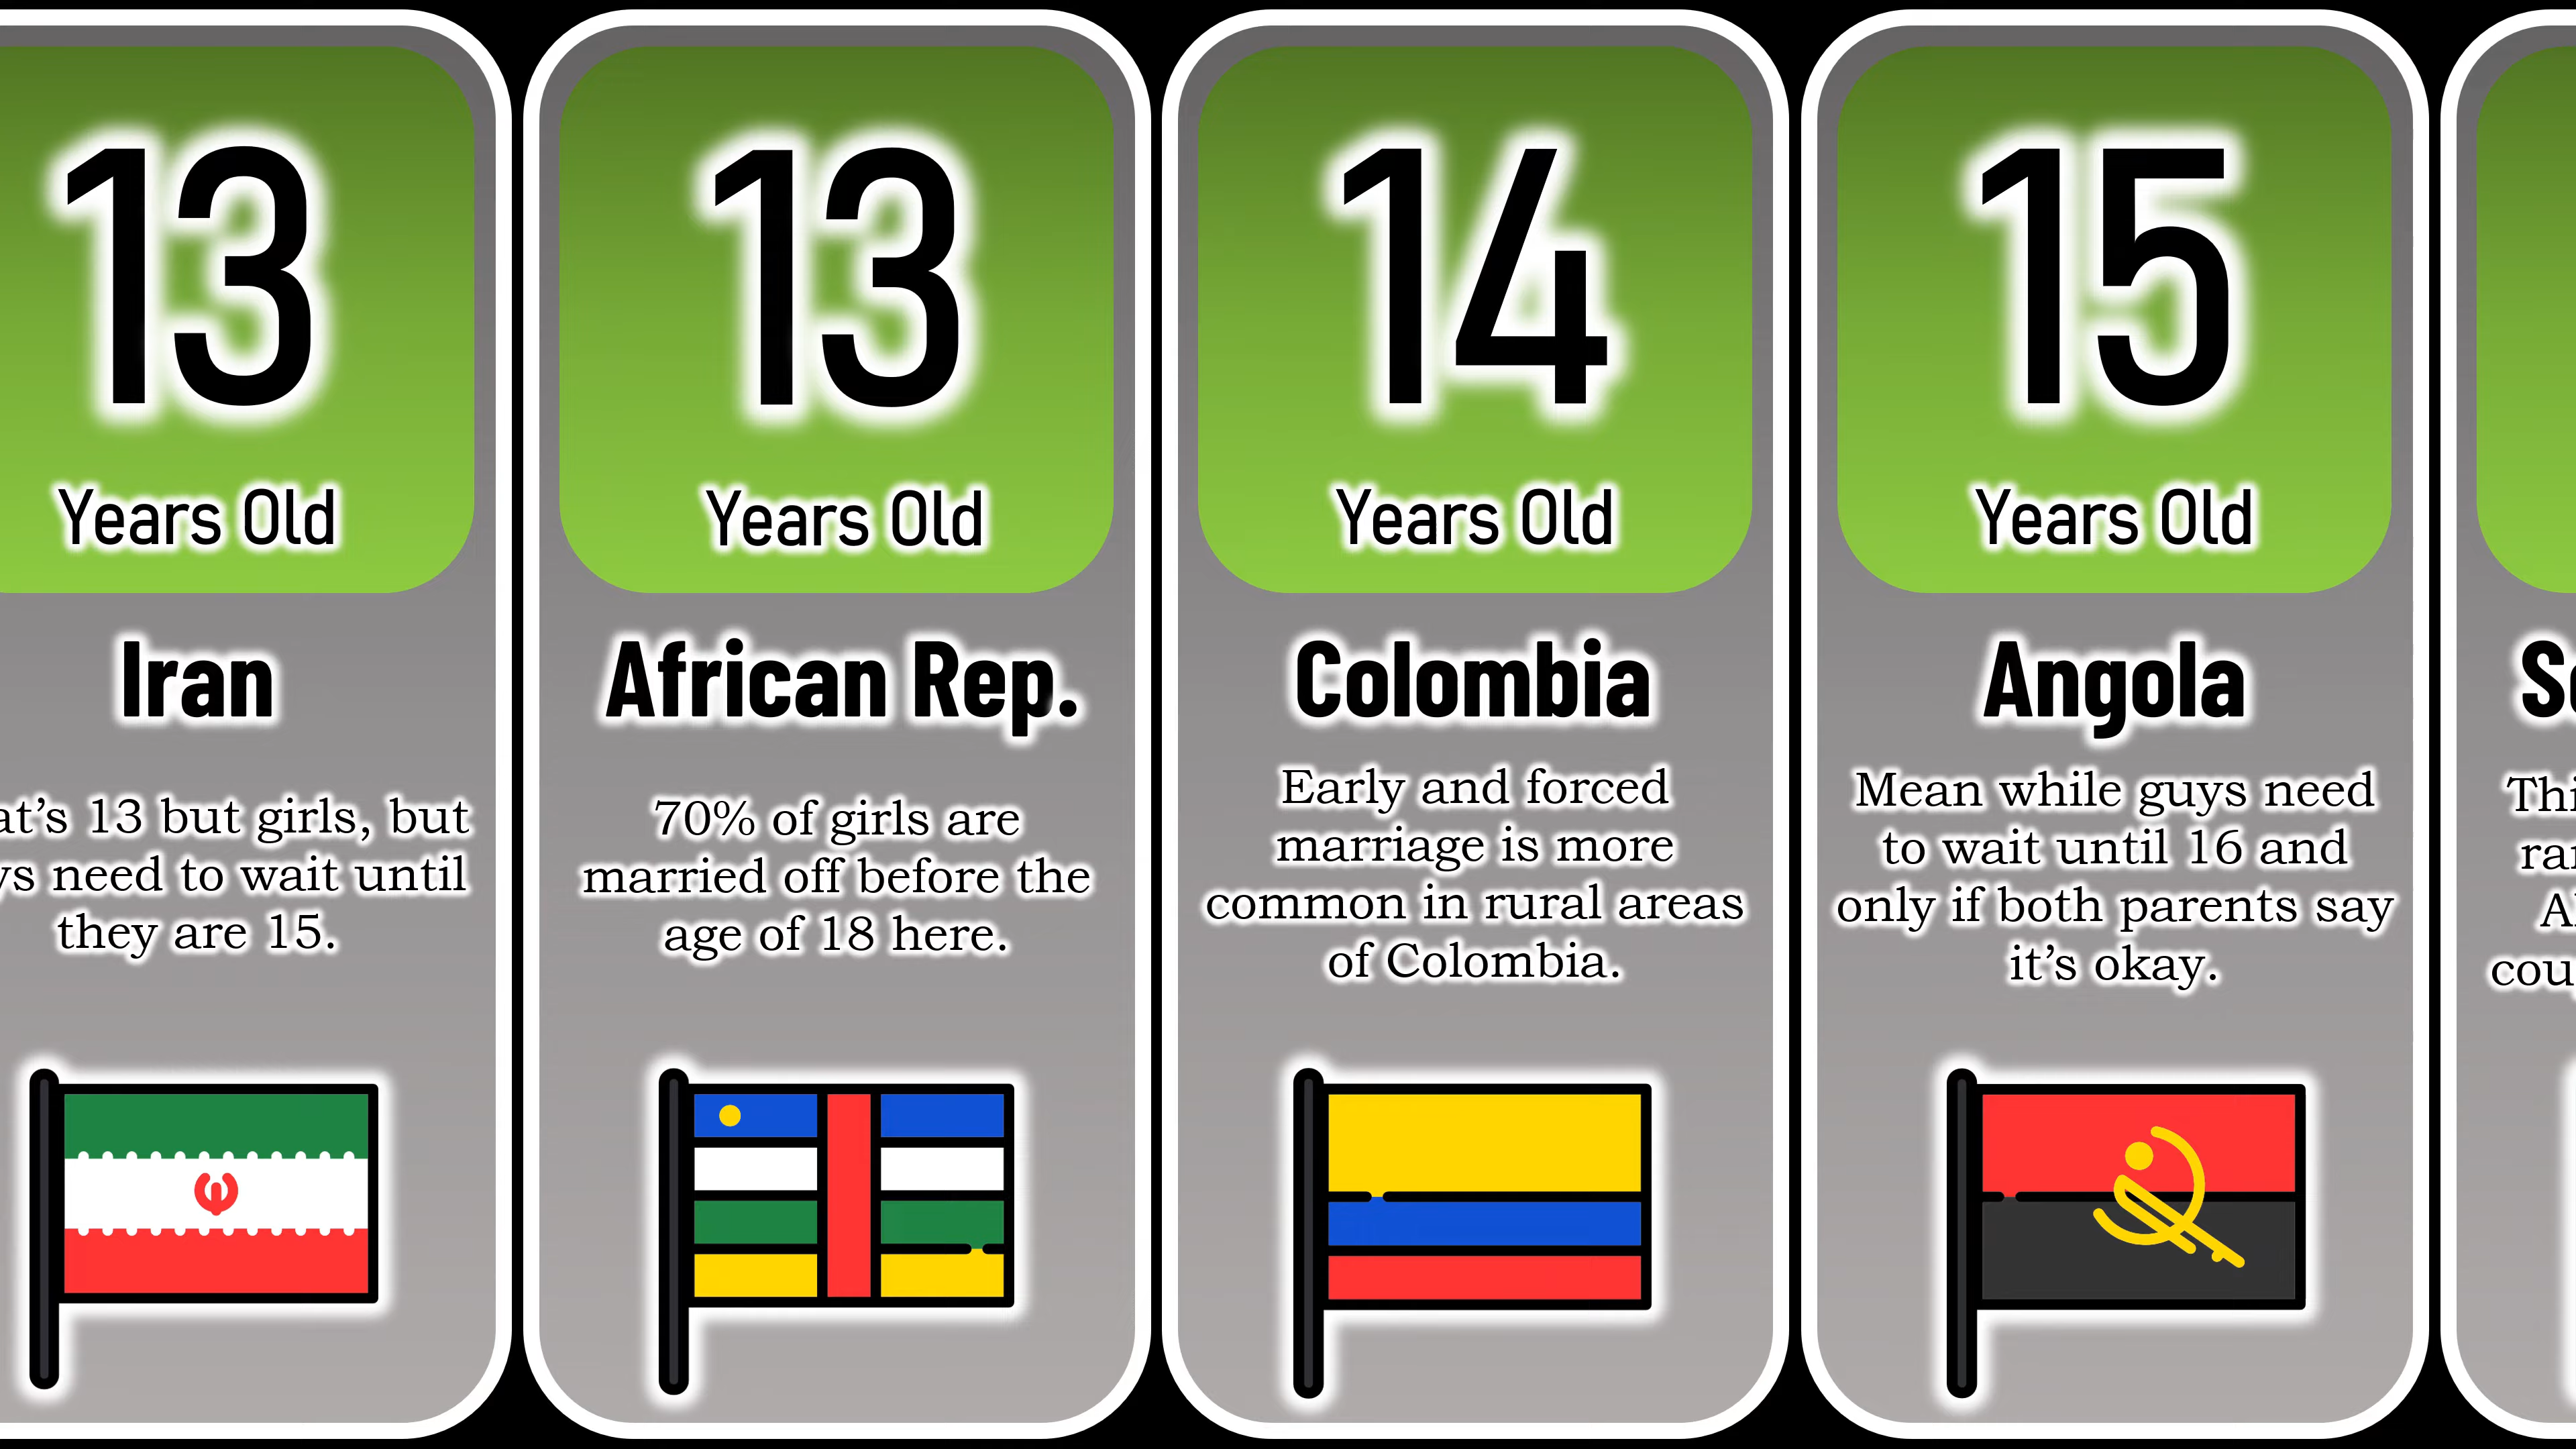 13
Years Old
Iran
at's 13 but girls, but
ys need to wait until
they are 15.
13
Years Old
African Rep.
70% of girls are
married off before the
age of 18 here.
14
Years Old
Colombia
Early and forced
marriage is more
common in rural areas
of Colombia.
15
Years Old
Angola
Mean while guys need
to wait until 16 and
only if both parents say
it's okay.